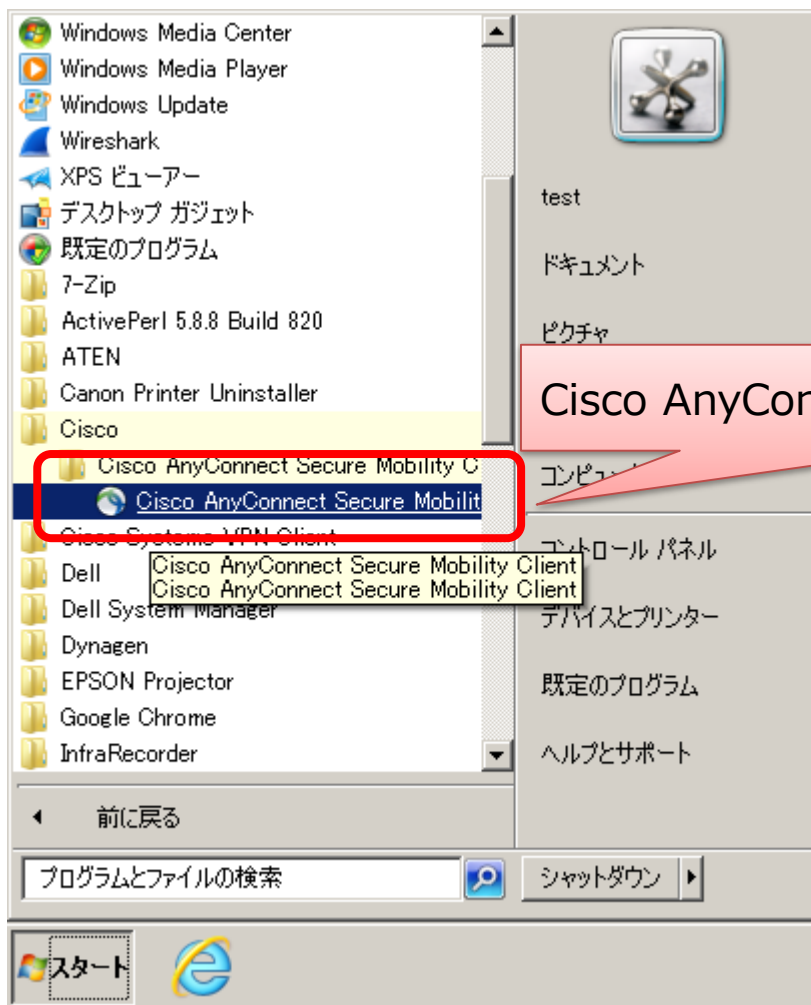 Windows Media Center
Windows Media Player
Windows Update
Wireshark
XPS ビューアー
デスクトップ ガジェット
既定のプログラム
7-Zip
ActivePerl 5.8.8 Build 820
ATEN
Canon Printer Uninstaller
Cisco
Cisco AnyConnect Secure Mobility C
Cisco AnyConnect Secure Mobilit
Cisco Systems VPN Client
Cisco AnyConnect Secure Mobility Client
Cisco AnyConnect Secure Mobility Client
Dell
Dell System Manager
Dynagen
EPSON Projector
Google Chrome
InfraRecorder
前に戻る
プログラムとファイルの検索
スタート
test
ドキュメント
ピクチャ
Cisco AnyCon
コンピュー
コントロール パネル
デバイスとプリンター
既定のプログラム
ヘルプとサポート
シャットダウン